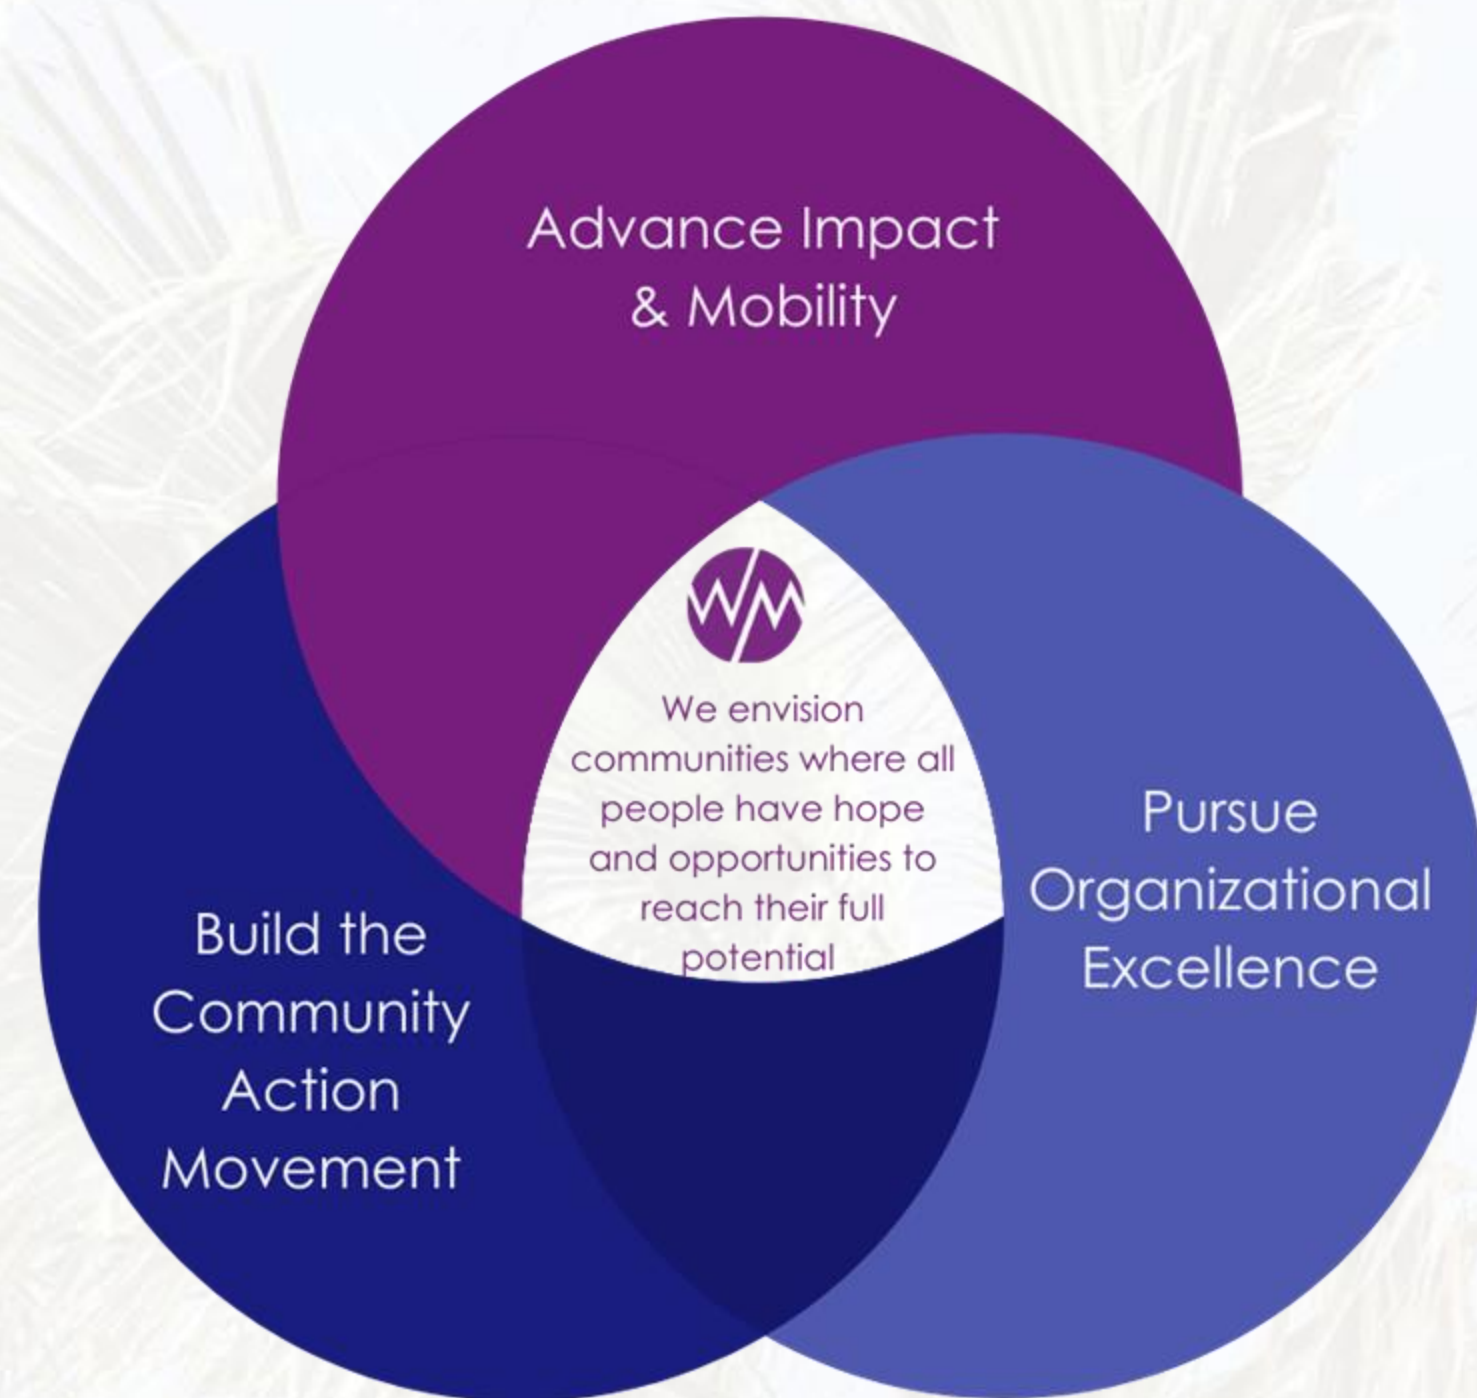 Advance Impact
& Mobility
WM
We envision
communities where all
people have hope
and opportunities to
reach their full
potential
Pursue
Organizational
Excellence
Build the
Community
Action
Movement